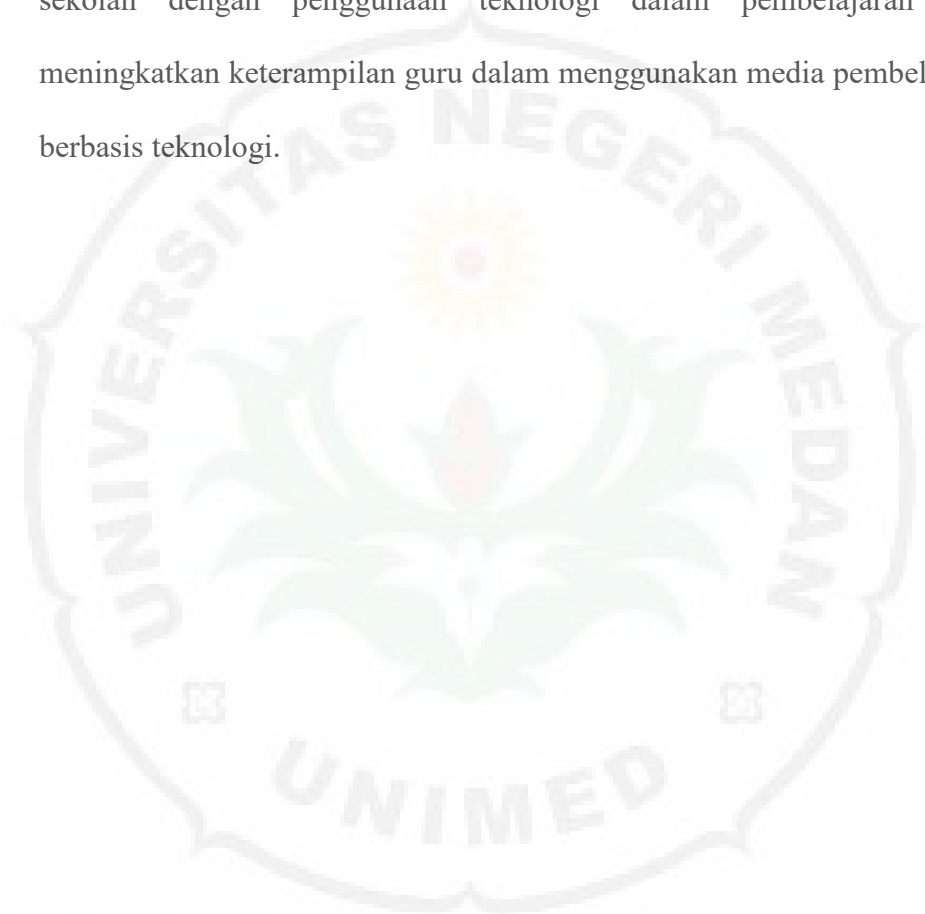 sekolah dengan penggunaan teknologi dalam pembelajaran
meningkatkan keterampilan guru dalam menggunakan media pembel
berbasis teknologi.
UNIVERSITAS NEGERI MEDAN
UNIMED